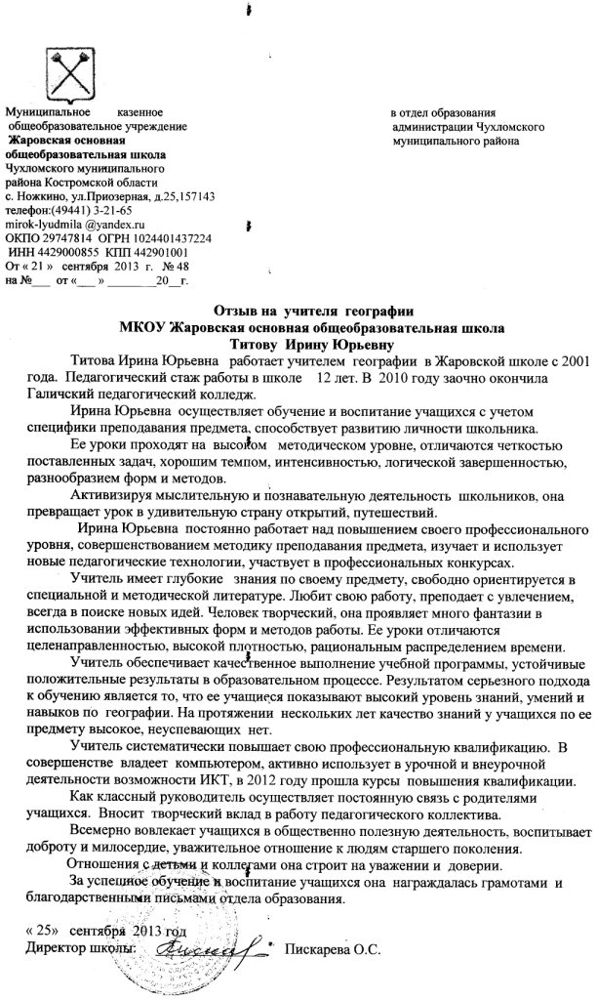 Муниципальное казенное
общеобразовательное учреждение
Жаровская основная
общеобразовательная школа
Чухломского муниципального
района Костромской области
с. Ножкино, ул.Приозерная, д.25,157143
телефон:(49441) 3-21-65
mirok-lyudmila @yandex.ru
ОКПО 29747814 ОГРН 1024401437224
ИНН 4429000855 КПП 442901001
От « 21 » сентября 2013 г. № 48
на №___ от «___ » ________20__г.
в отдел образования
администрации Чухломского
муниципального района
Отзыв на учителя географии
МКОУ Жаровская основная общеобразовательная школа
Титову Ирину Юрьевну
Титова Ирина Юрьевна работает учителем географии в Жаровской школе с 2001
года. Педагогический стаж работы в школе 12 лет. В 2010 году заочно окончила
Галичский педагогический колледж.
Ирина Юрьевна осуществляет обучение и воспитание учащихся с учетом
специфики преподавания предмета, способствует развитию личности школьника.
Ее уроки проходят на высоком методическом уровне, отличаются четкостью
поставленных задач, хорошим темпом, интенсивностью, логической завершенностью,
разнообразием форм и методов.
Активизируя мыслительную и познавательную деятельность школьников, она
превращает урок в удивительную страну открытий, путешествий.
Ирина Юрьевна постоянно работает над повышением своего профессионального
уровня, совершенствованием методику преподавания предмета, изучает и использует
новые педагогические технологии, участвует в профессиональных конкурсах.
Учитель имеет глубокие знания по своему предмету, свободно ориентируется в
специальной и методической литературе. Любит свою работу, преподает с увлечением,
всегда в поиске новых идей. Человек творческий, она проявляет много фантазии в
использовании эффективных форм и методов работы. Ее уроки отличаются
целенаправленностью, высокой плотностью, рациональным распределением времени.
Учитель обеспечивает качественное выполнение учебной программы, устойчивые
положительные результаты в образовательном процессе. Результатом серьезного подхода
к обучению является то, что ее учащиеся показывают высокий уровень знаний, умений и
навыков по географии. На протяжении нескольких лет качество знаний у учащихся по ее
предмету высокое, неуспевающих нет.
Учитель систематически повышает свою профессиональную квалификацию. В
совершенстве владеет компьютером, активно использует в урочной и внеурочной
деятельности возможности ИКТ, в 2012 году прошла курсы повышения квалификации.
Как классный руководитель осуществляет постоянную связь с родителями
учащихся. Вносит творческий вклад в работу педагогического коллектива.
Всемерно вовлекает учащихся в общественно полезную деятельность, воспитывает
доброту и милосердие, уважительное отношение к людям старшего поколения.
Отношения с детьми и коллегами она строит на уважении и доверии.
За успешное обучение и воспитание учащихся она награждалась грамотами и
благодарственными письмами отдела образования.
« 25» сентября 2013 год
Директор школы: Пискарева О.С.